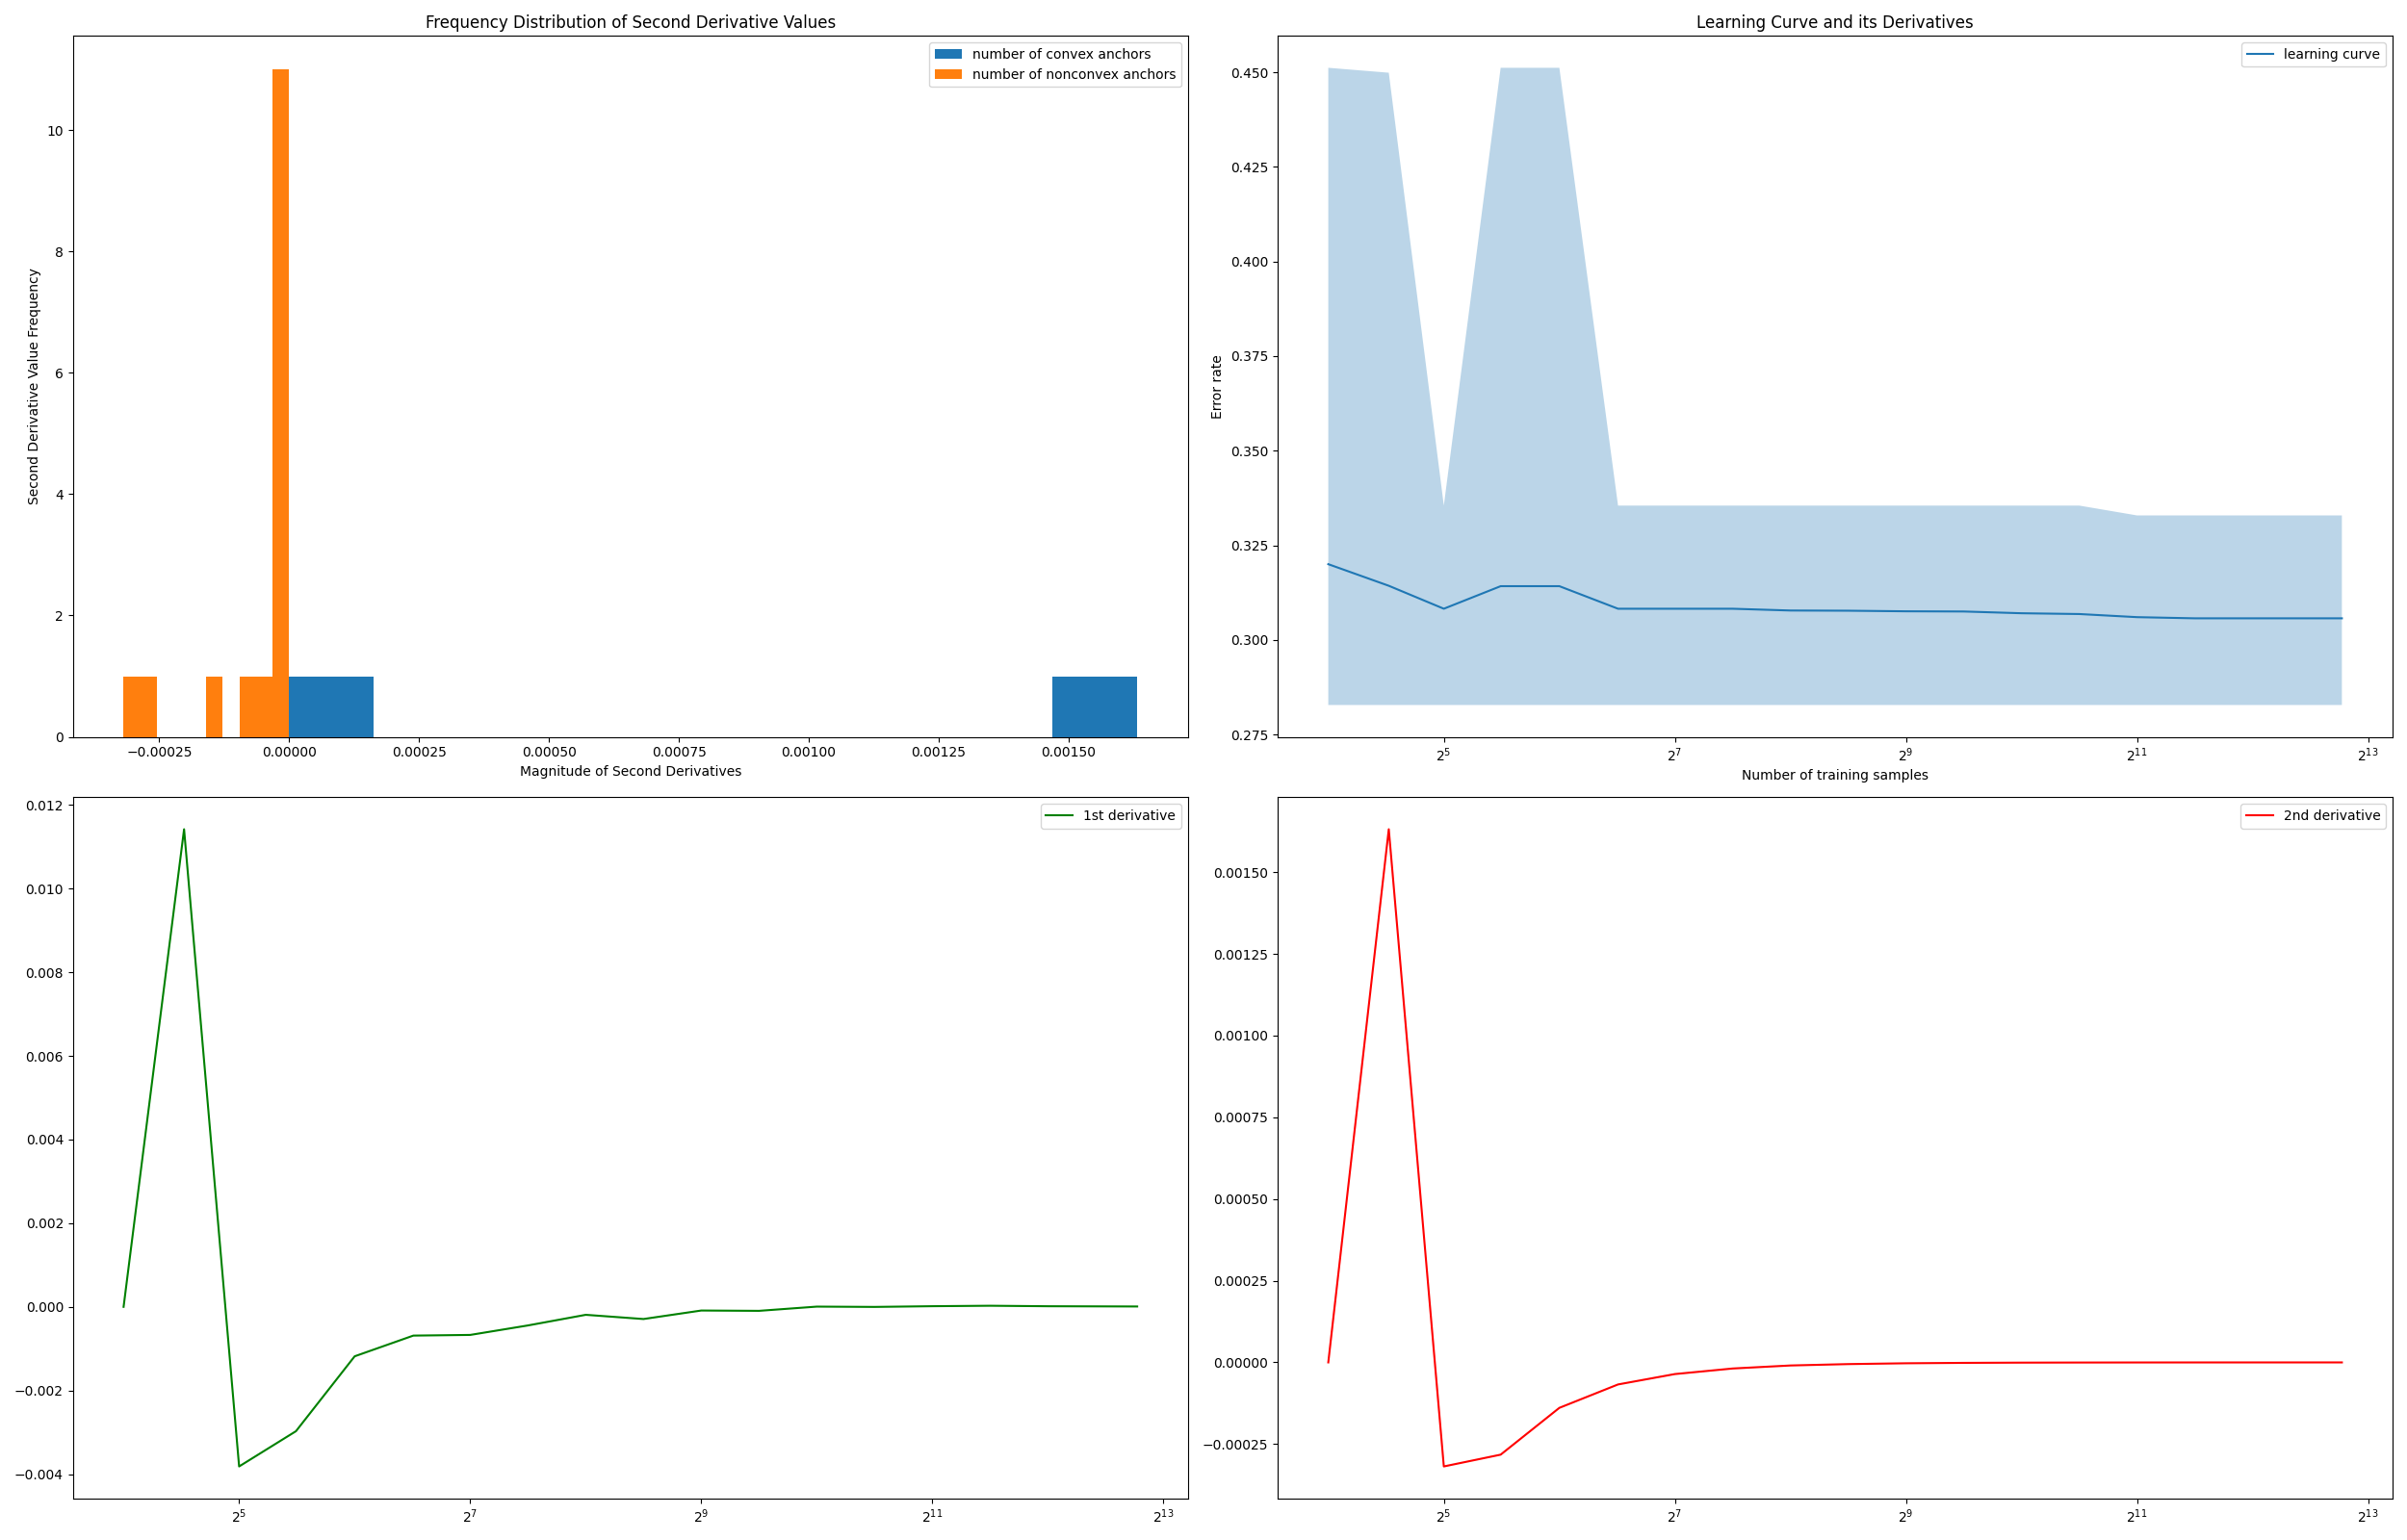 Frequency Distribution of Second Derivative Values
number of convex anchors
number of nonconvex anchors
10
8
6
4
2
0
Second Derivative Value Frequency
−0.00025 0.00000 0.00025 0.00050 0.00075 0.00100 0.00125 0.00150
Magnitude of Second Derivatives
Learning Curve and its Derivatives
learning curve
0.450
0.425
0.400
0.375
0.350
0.325
0.300
0.275
Error rate
2^5 2^7 2^9 2^11 2^13
Number of training samples
1st derivative
0.012
0.010
0.008
0.006
0.004
0.002
0.000
−0.002
−0.004
2^5 2^7 2^9 2^11 2^13
2nd derivative
0.00150
0.00125
0.00100
0.00075
0.00050
0.00025
0.00000
−0.00025
2^5 2^7 2^9 2^11 2^13